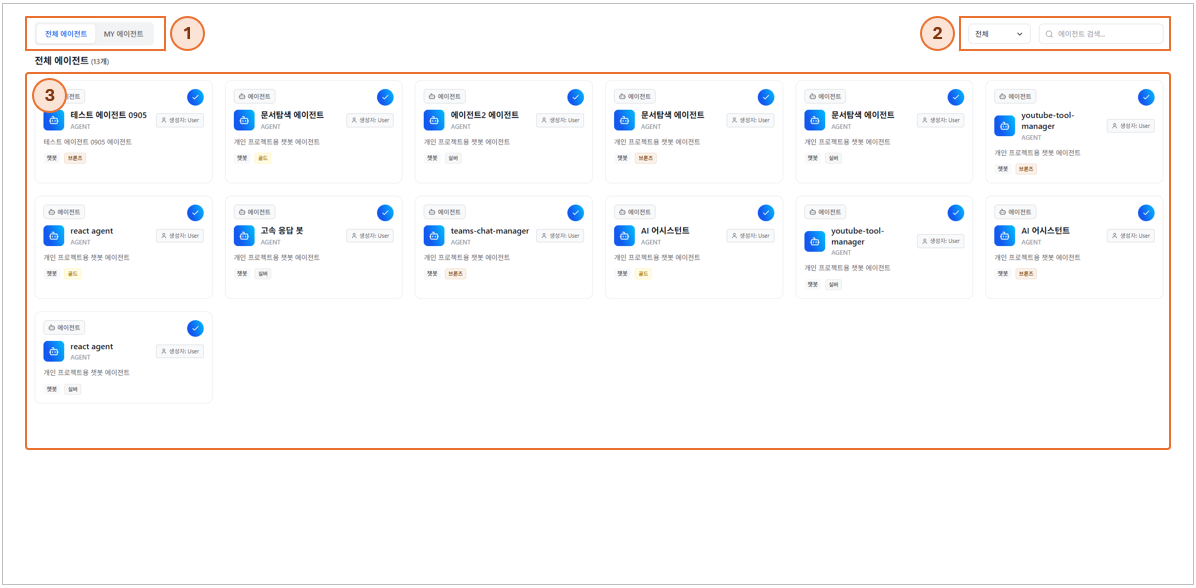 전체 에이전트 MY 에이전트 1 2 전체 에이전트 검색...
전체 에이전트 (13개)
3
에이전트
테스트 에이전트 0905
AGENT
생성자: User
테스트 에이전트 0905 에이전트
챗봇 브론즈
에이전트
문서탐색 에이전트
AGENT
생성자: User
개인 프로젝트용 챗봇 에이전트
챗봇 골드
에이전트
에이전트2 에이전트
AGENT
생성자: User
개인 프로젝트용 챗봇 에이전트
챗봇 실버
에이전트
문서탐색 에이전트
AGENT
생성자: User
개인 프로젝트용 챗봇 에이전트
챗봇 브론즈
에이전트
문서탐색 에이전트
AGENT
생성자: User
개인 프로젝트용 챗봇 에이전트
챗봇 실버
에이전트
youtube-tool-
manager
AGENT
생성자: User
개인 프로젝트용 챗봇 에이전트
챗봇 브론즈
에이전트
react agent
AGENT
생성자: User
개인 프로젝트용 챗봇 에이전트
챗봇 골드
에이전트
고속 응답 봇
AGENT
생성자: User
개인 프로젝트용 챗봇 에이전트
챗봇 실버
에이전트
teams-chat-manager
AGENT
생성자: User
개인 프로젝트용 챗봇 에이전트
챗봇 브론즈
에이전트
AI 어시스턴트
AGENT
생성자: User
개인 프로젝트용 챗봇 에이전트
챗봇 골드
에이전트
youtube-tool-
manager
AGENT
생성자: User
개인 프로젝트용 챗봇 에이전트
챗봇 실버
에이전트
AI 어시스턴트
AGENT
생성자: User
개인 프로젝트용 챗봇 에이전트
챗봇 브론즈
에이전트
react agent
AGENT
생성자: User
개인 프로젝트용 챗봇 에이전트
챗봇 실버